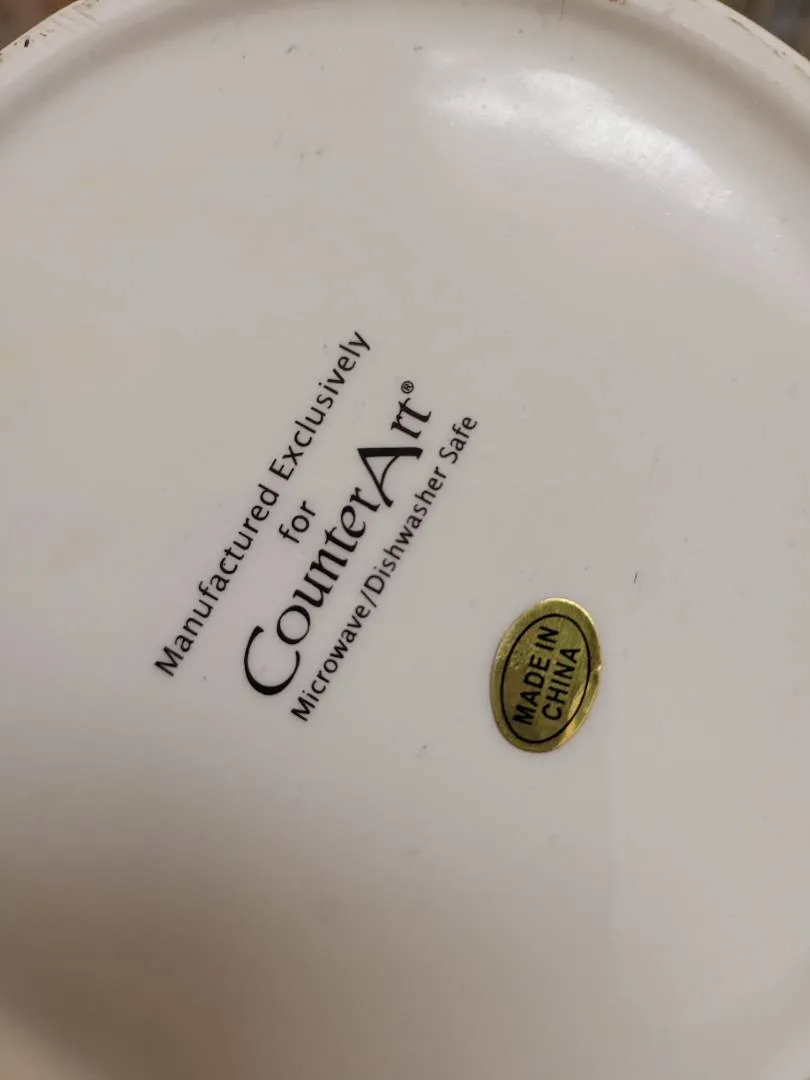 Manufactured Exclusively
for
CounterArt®
Microwave/Dishwasher Safe
MADE IN
CHINA